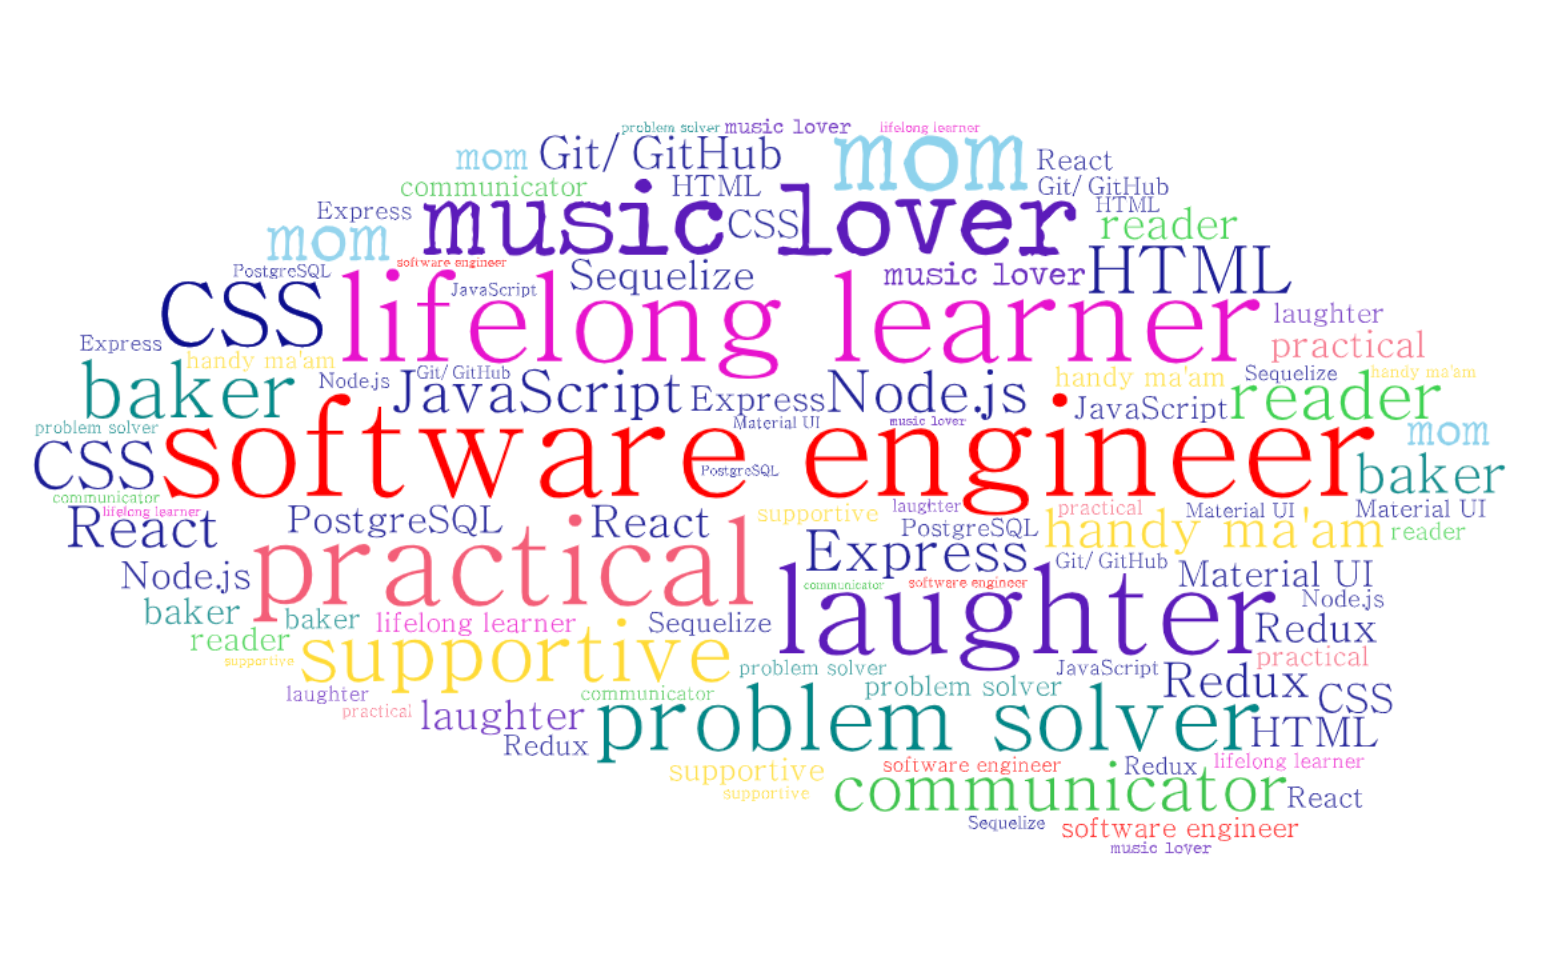 problem solver music lover lifelong learner
mom Git/ GitHub mom React
communicator HTML Git/ GitHub
Express music lover CSS HTML
mom reader
PostgreSQL software engineer Sequelize music lover HTML
CSS lifelong learner JavaScript laughter
Express handy ma'am practical
baker Node.js Git/ GitHub JavaScript Express Node.js handy ma'am Sequelize handy ma'am
problem solver Material UI music lover JavaScript reader
CSS software engineer PostgreSQL mom
communicator baker
lifelong learner supportive laughter practical Material UI Material UI
React PostgreSQL React PostgreSQL handy ma'am reader
practical Express Git/ GitHub
Node.js communicator software engineer Material UI
baker baker laughter Node.js
reader lifelong learner Sequelize Redux
supportive supportive practical
problem solver JavaScript
laughter communicator problem solver Redux CSS
practical laughter problem solver HTML
Redux
supportive software engineer Redux lifelong learner
supportive communicator React
Sequelize software engineer
music lover